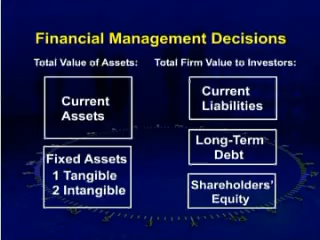 Financial Management Decisions
Total Value of Assets:
Total Firm Value to Investors:
Current
Assets
Fixed Assets
1 Tangible
2 Intangible
Current
Liabilities
Long-Term
Debt
Shareholders'
Equity